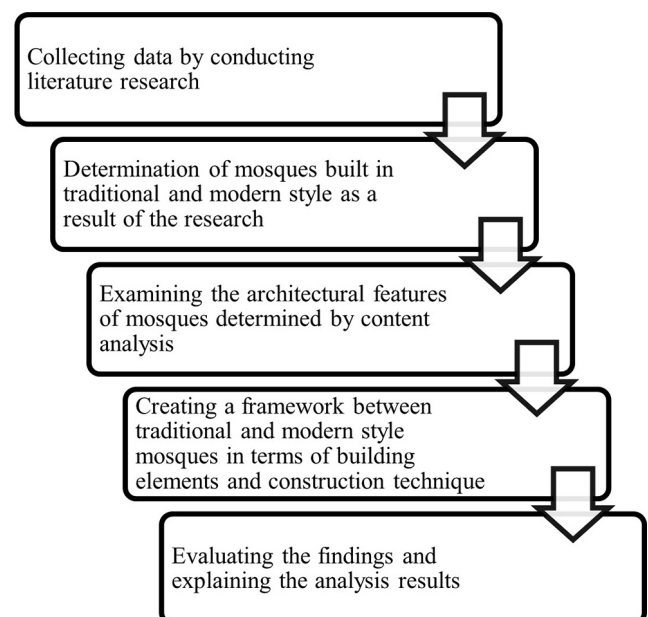 Collecting data by conducting
literature research
Determination of mosques built in
traditional and modern style as a
result of the research
Examining the architectural features
of mosques determined by content
analysis
Creating a framework between
traditional and modern style
mosques in terms of building
elements and construction technique
Evaluating the findings and
explaining the analysis results